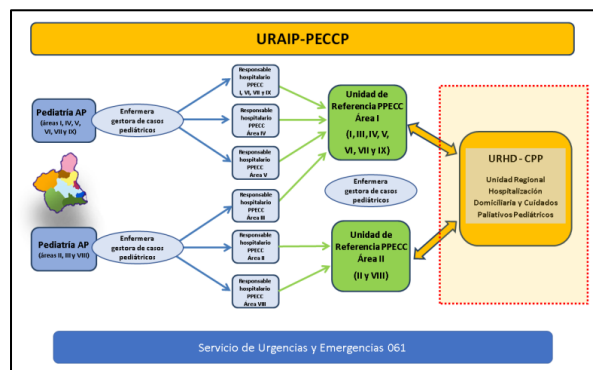 URAIP-PECCP
Pediatría AP
(áreas I, IV, V,
VI, VII y IX)
Enfermera
gestora de casos
pediátricos
Responsable
hospitalario
PPECC
I, VI, VII y IX
Responsable
hospitalario
PPECC
Área IV
Responsable
hospitalario
PPECC
Área V
Unidad de
Referencia PPECC
Área I
(I, III, IV, V,
VI, VII y IX)
Enfermera
gestora de casos
pediátricos
URHD - CPP
Unidad Regional
Hospitalización
Domiciliaria y Cuidados
Paliativos Pediátricos
Pediatría AP
(áreas II, III y VIII)
Enfermera
gestora de casos
pediátricos
Responsable
hospitalario
PPECC
Área III
Responsable
hospitalario
PPECC
Área II
Responsable
hospitalario
PPECC
Área VIII
Unidad de
Referencia PPECC
Área II
(II y VIII)
Servicio de Urgencias y Emergencias 061